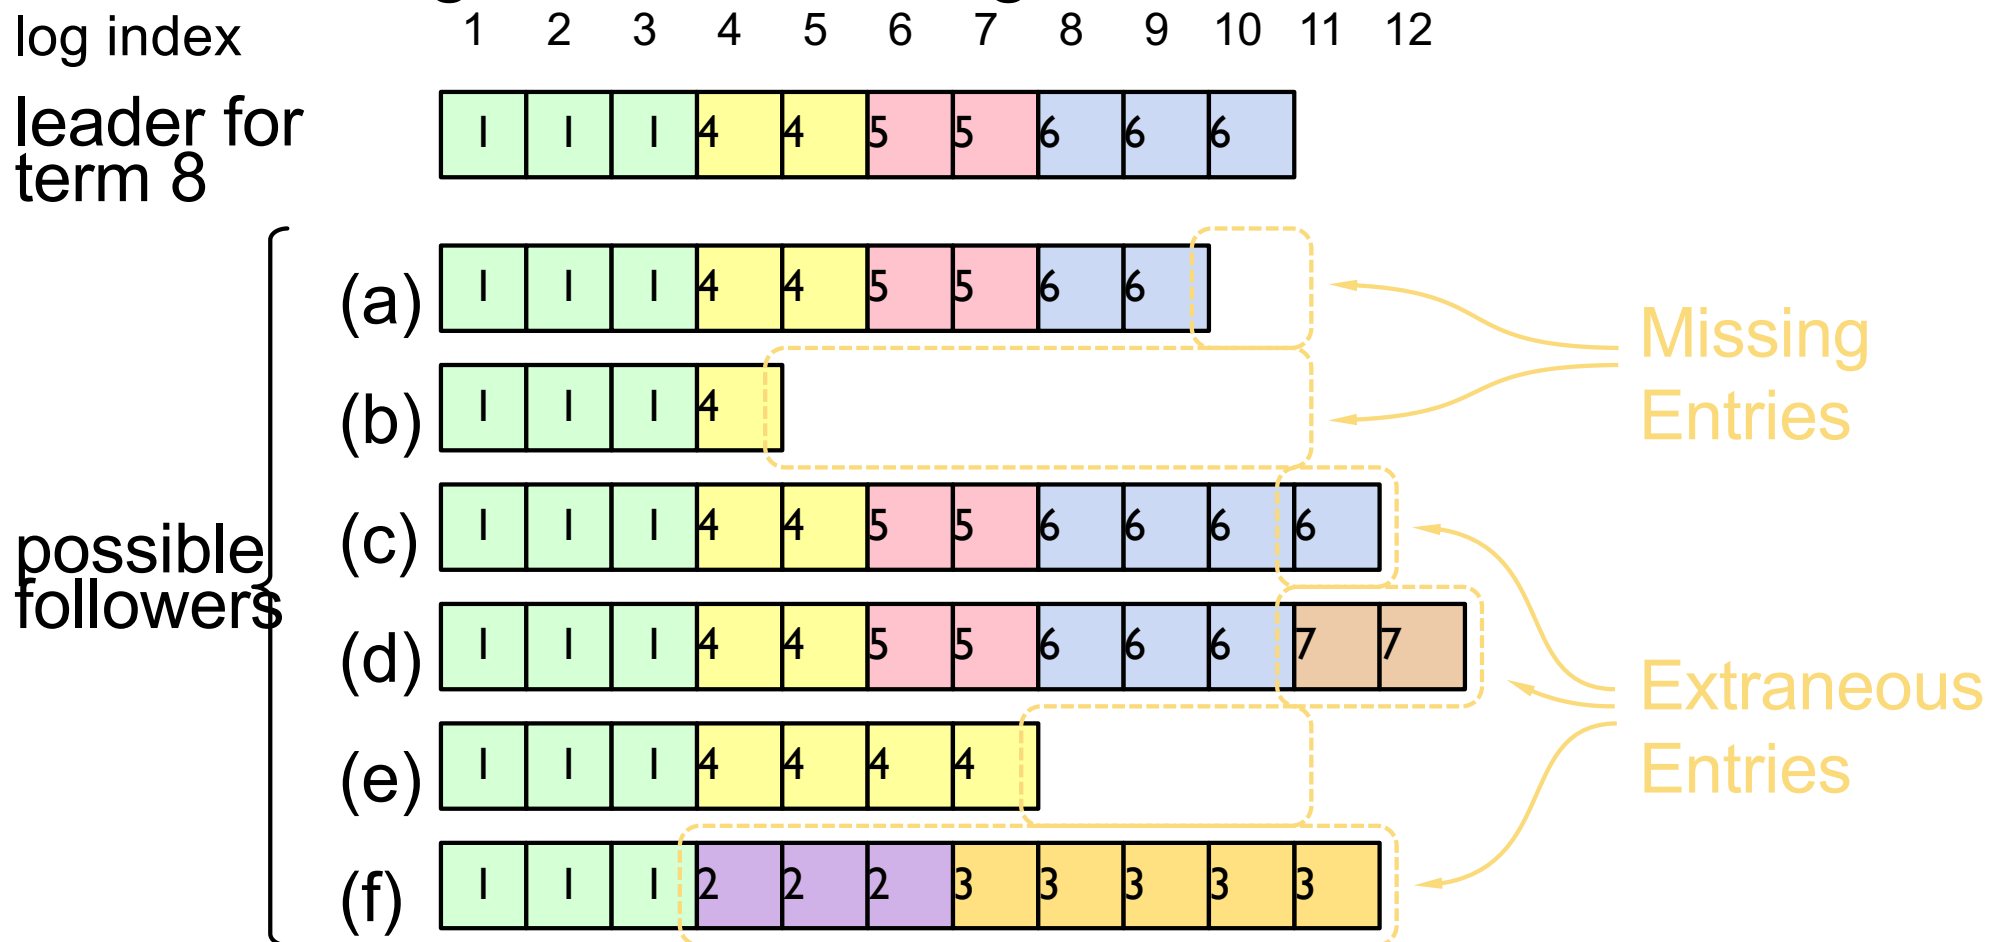 log index 1 2 3 4 5 6 7 8 9 10 11 12
leader for
term 8
1 1 1 4 4 5 5 6 6 6
(a) 1 1 1 4 4 5 5 6 6
Missing
Entries
(b) 1 1 1 4
possible
followers
(c) 1 1 1 4 4 5 5 6 6 6 6
(d) 1 1 1 4 4 5 5 6 6 6 7 7
Extraneous
Entries
(e) 1 1 1 4 4 4 4
(f) 1 1 1 2 2 2 3 3 3 3 3